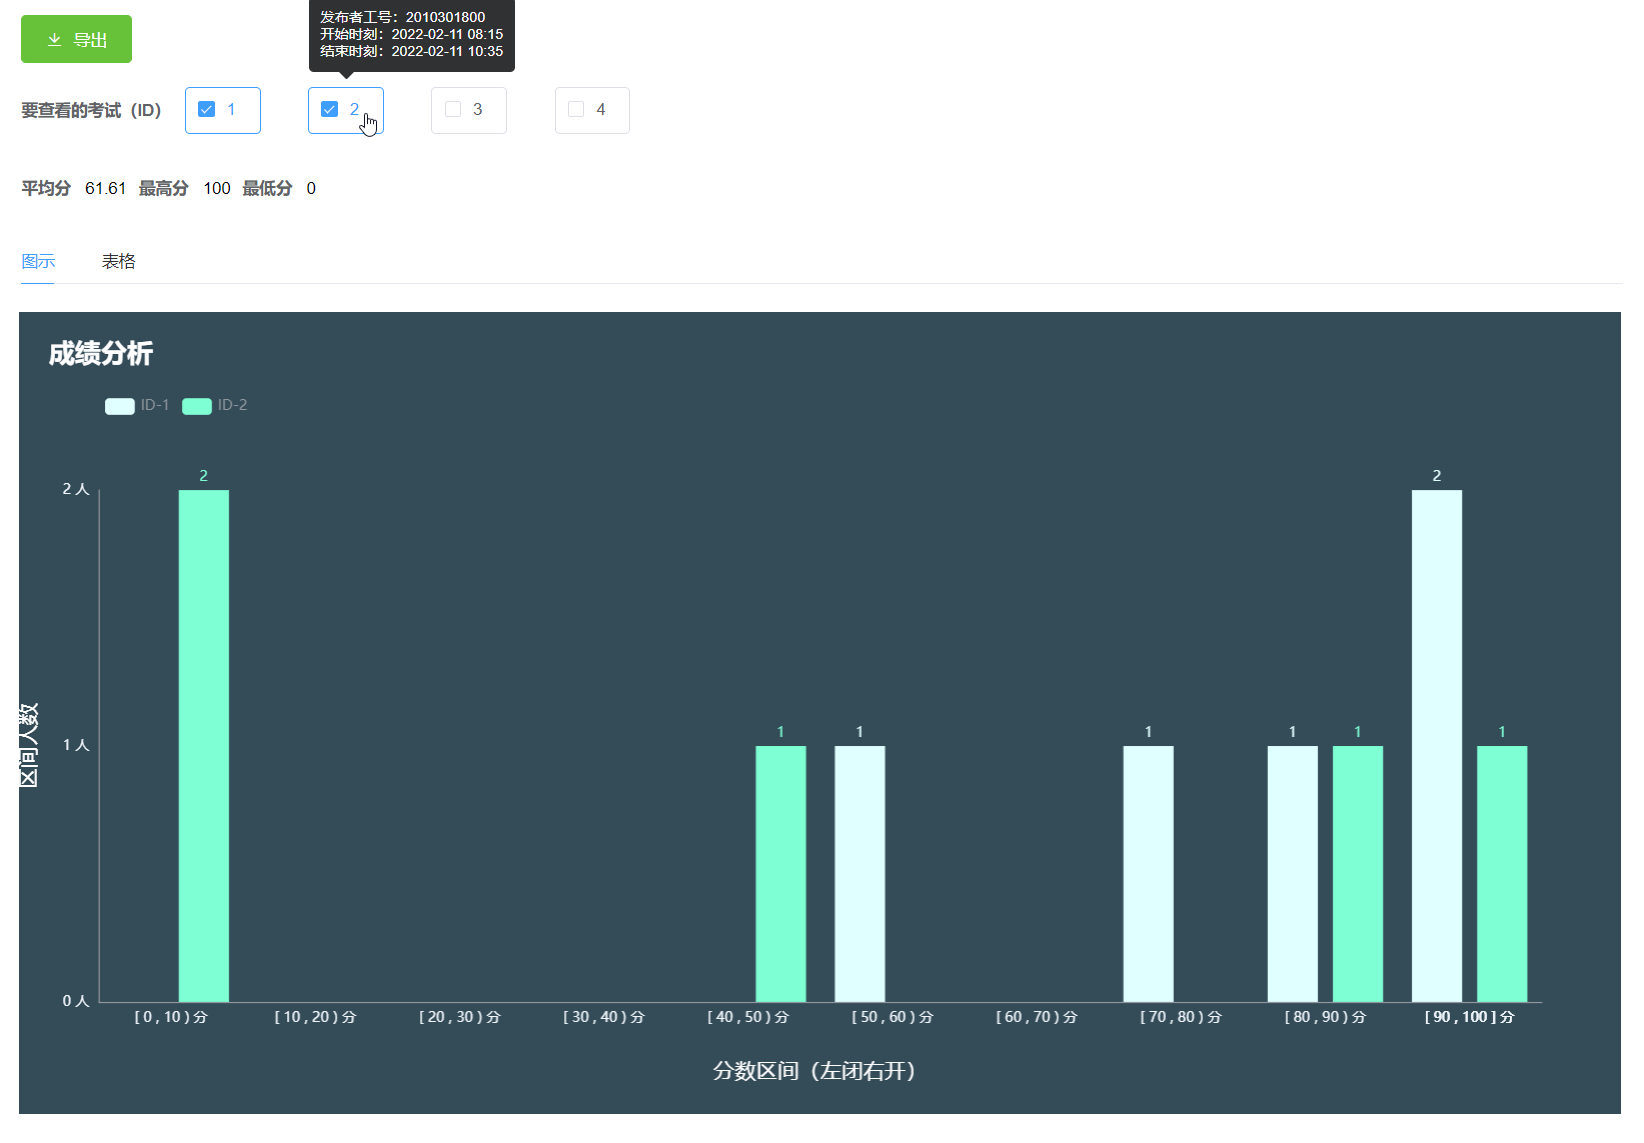 发布者工号：2010301800
开始时刻：2022-02-11 08:15
结束时刻：2022-02-11 10:35
导出
要查看的考试（ID） 1 2 3 4
平均分 61.61 最高分 100 最低分 0
图示 表格
成绩分析
ID-1 ID-2
2 2
2 人
1 1 1 1 1 1
1 人
区间人数
0 人
[ 0 , 10 ) 分 [ 10 , 20 ) 分 [ 20 , 30 ) 分 [ 30 , 40 ) 分 [ 40 , 50 ) 分 [ 50 , 60 ) 分 [ 60 , 70 ) 分 [ 70 , 80 ) 分 [ 80 , 90 ) 分 [ 90 , 100 ] 分
分数区间（左闭右开）